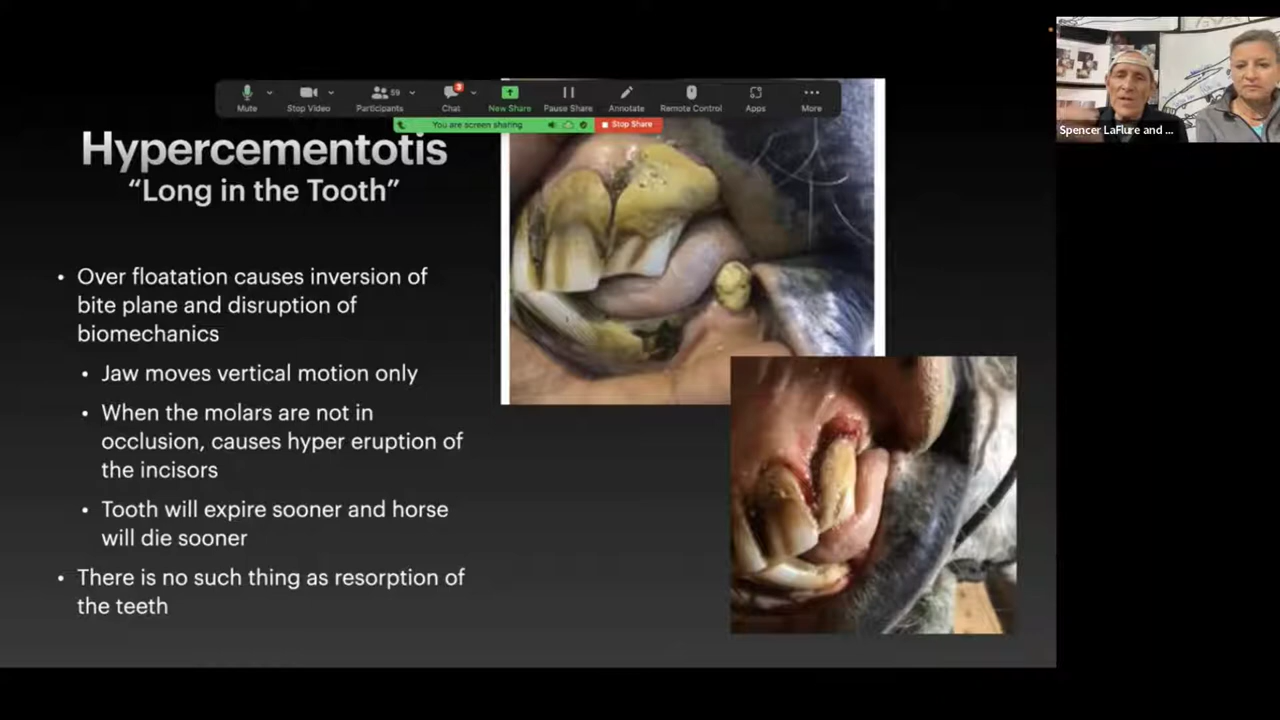 59
3
Mute
Stop Video
Participants
Chat
New Share
Pause Share
Annotate
Remote Control
Apps
More
You are screen sharing
Stop Share
Spencer LaFlure and ...
Hypercementotis
“Long in the Tooth”
• Over floatation causes inversion of
bite plane and disruption of
biomechanics
• Jaw moves vertical motion only
• When the molars are not in
occlusion, causes hyper eruption of
the incisors
• Tooth will expire sooner and horse
will die sooner
• There is no such thing as resorption of
the teeth